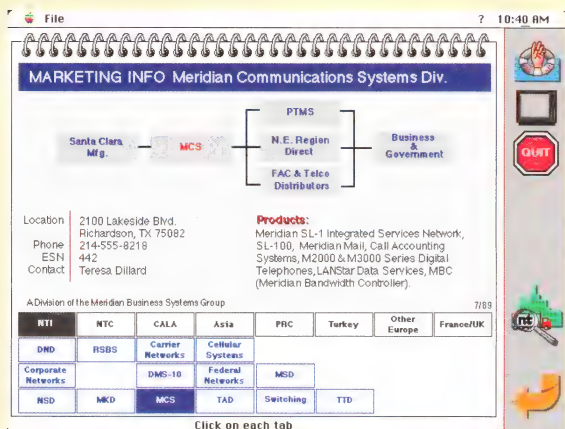 File ? 10:40 AM
MARKETING INFO Meridian Communications Systems Div.
PTMS
Santa Clara
Mfg.
MCS
N.E. Region
Direct
Business
&
Government
FAC & Telco
Distributors
Location 2100 Lakeside Blvd.
Richardson, TX 75082
Phone 214-555-8218
ESN 442
Contact Teresa Dillard
Products:
Meridian SL-1 Integrated Services Network,
SL-100, Meridian Mail, Call Accounting
Systems, M2000 & M3000 Series Digital
Telephones, LANStar Data Services, MBC
(Meridian Bandwidth Controller).
A Division of the Meridian Business Systems Group 7/89
NTI NTC CALA Asia PRC Turkey Other Europe France/UK
DND RSBS Carrier Networks Cellular Systems
Corporate Networks DMS-10 Federal Networks MSD
NSD MKD MCS TAD Switching TTD
Click on each tab
QUIT
nt